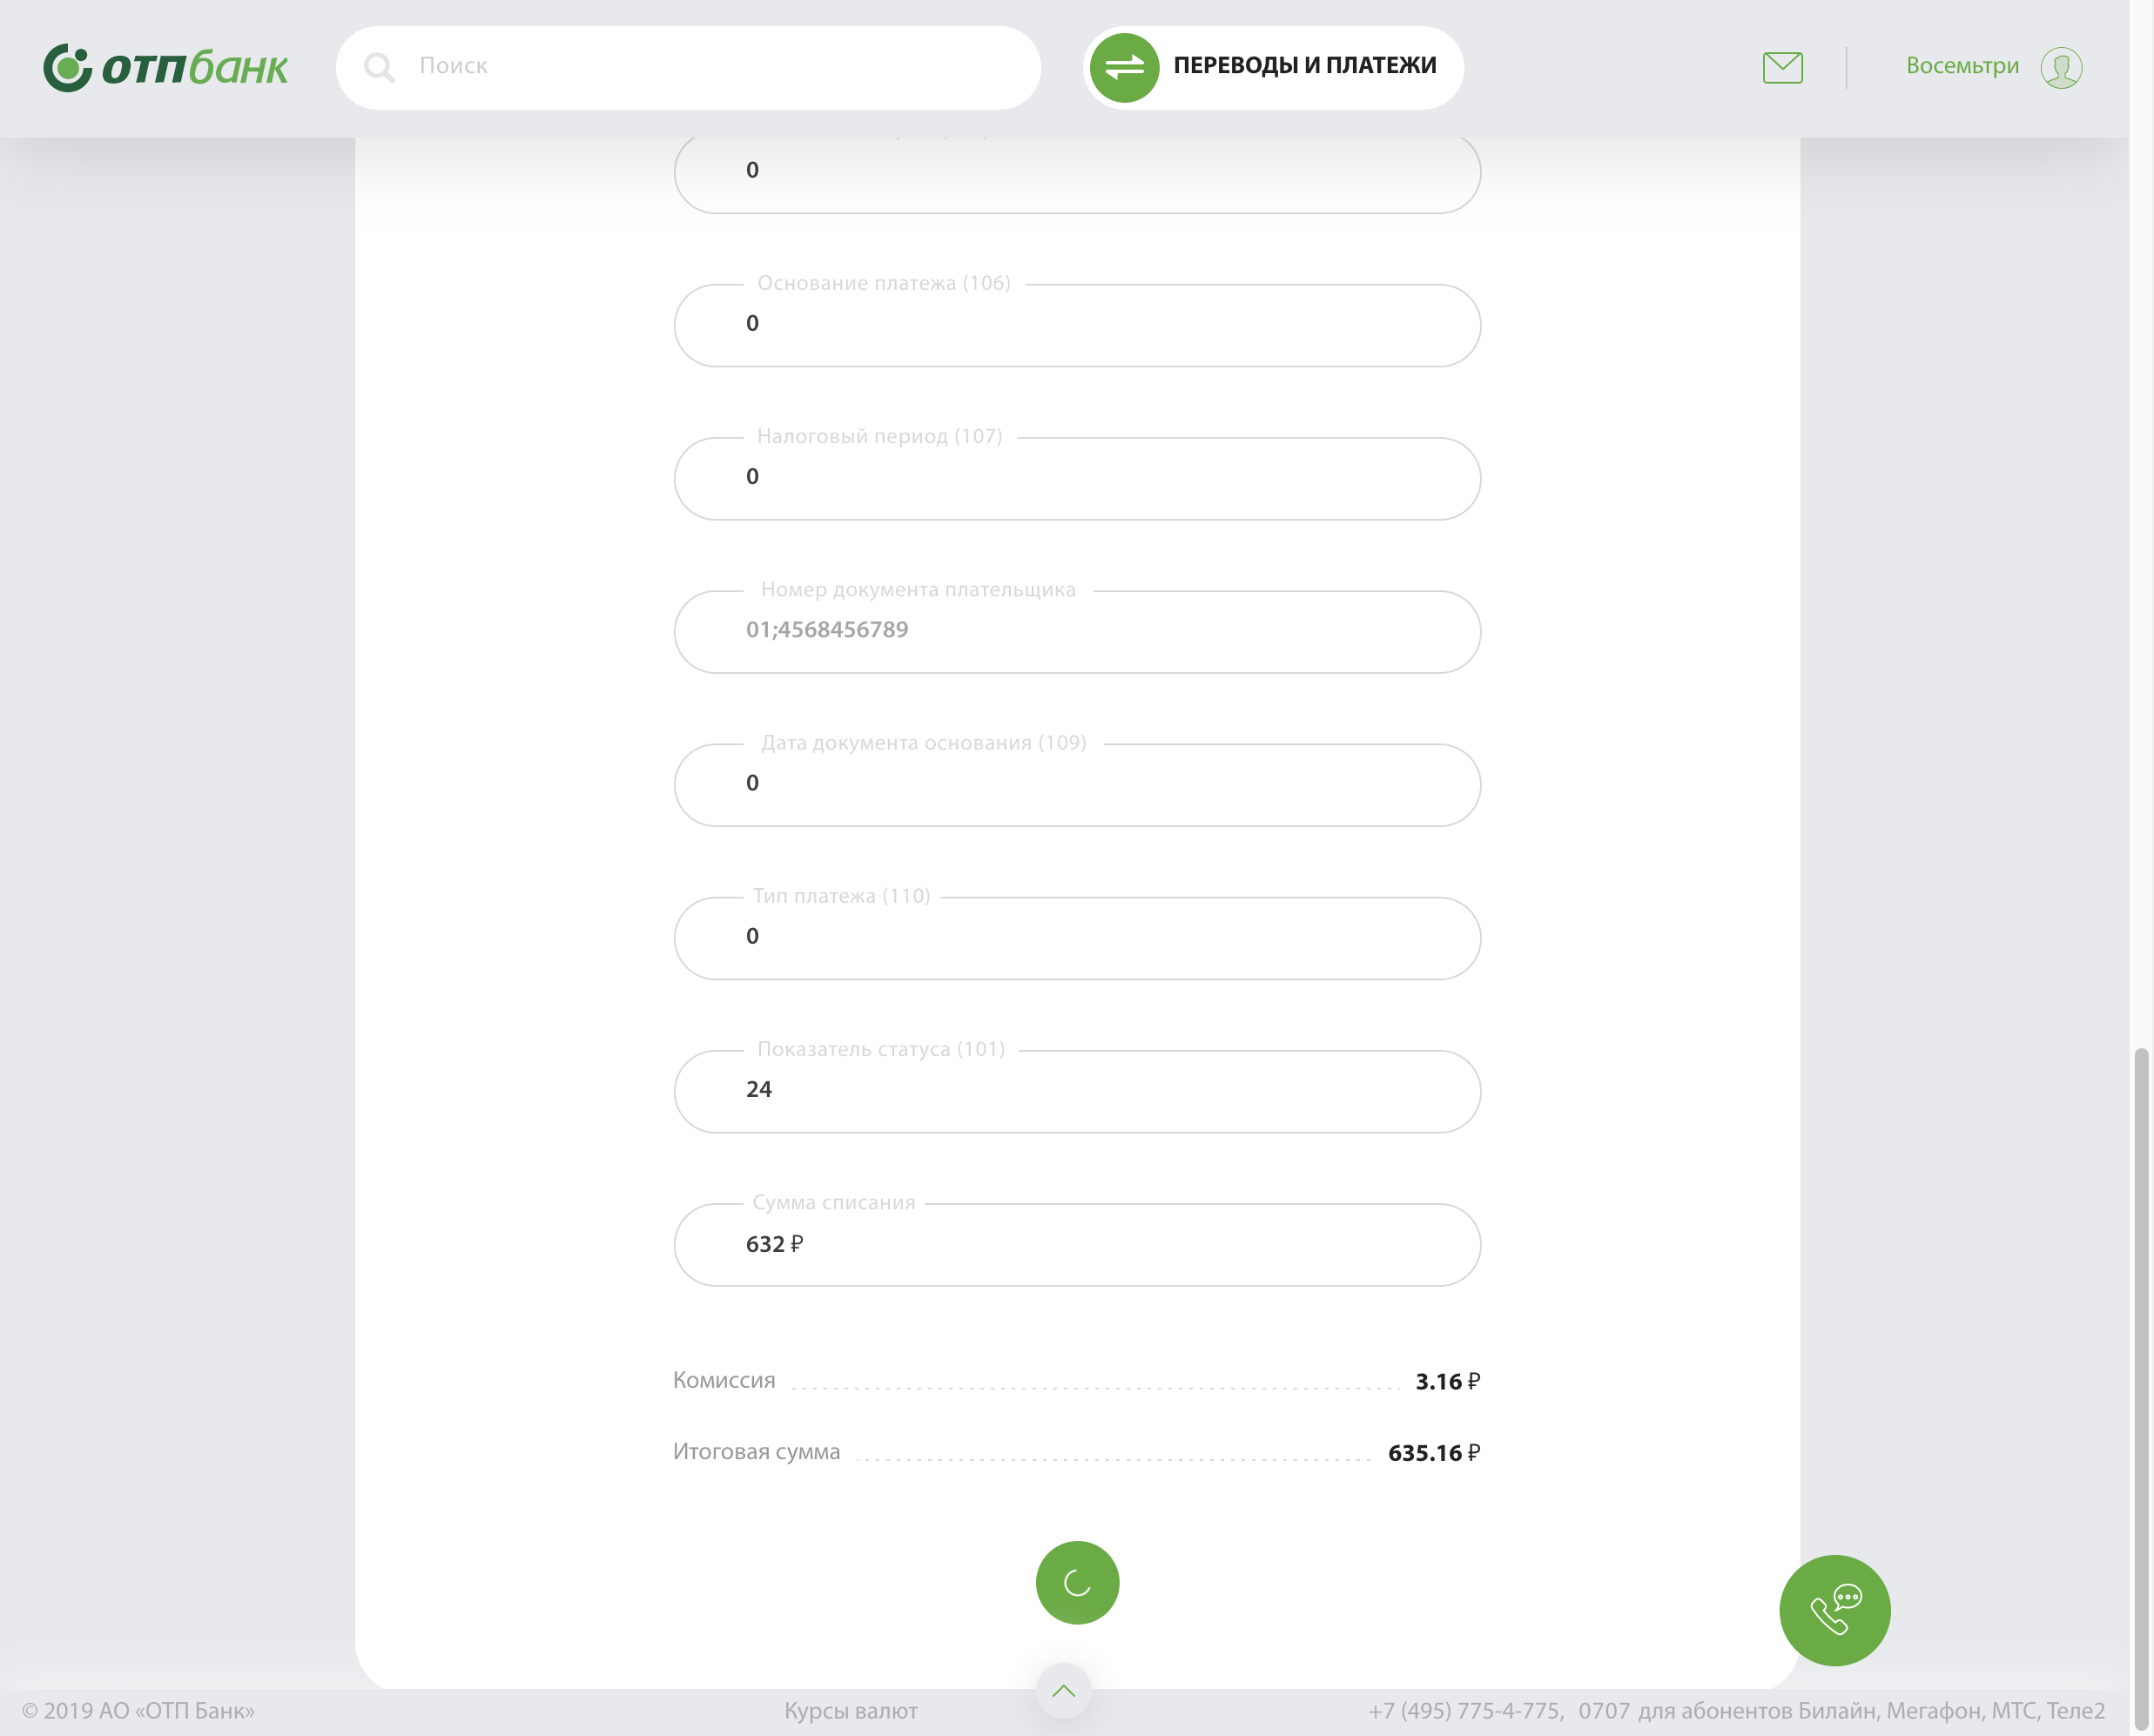 отпбанк
Поиск
ПЕРЕВОДЫ И ПЛАТЕЖИ
Восемьтри
0
Основание платежа (106)
0
Налоговый период (107)
0
Номер документа плательщика
01;4568456789
Дата документа основания (109)
0
Тип платежа (110)
0
Показатель статуса (101)
24
Сумма списания
632 ₽
Комиссия 3.16 ₽
Итоговая сумма 635.16 ₽
© 2019 АО «ОТП Банк» Курсы валют +7 (495) 775-4-775, 0707 для абонентов Билайн, Мегафон, МТС, Теле2